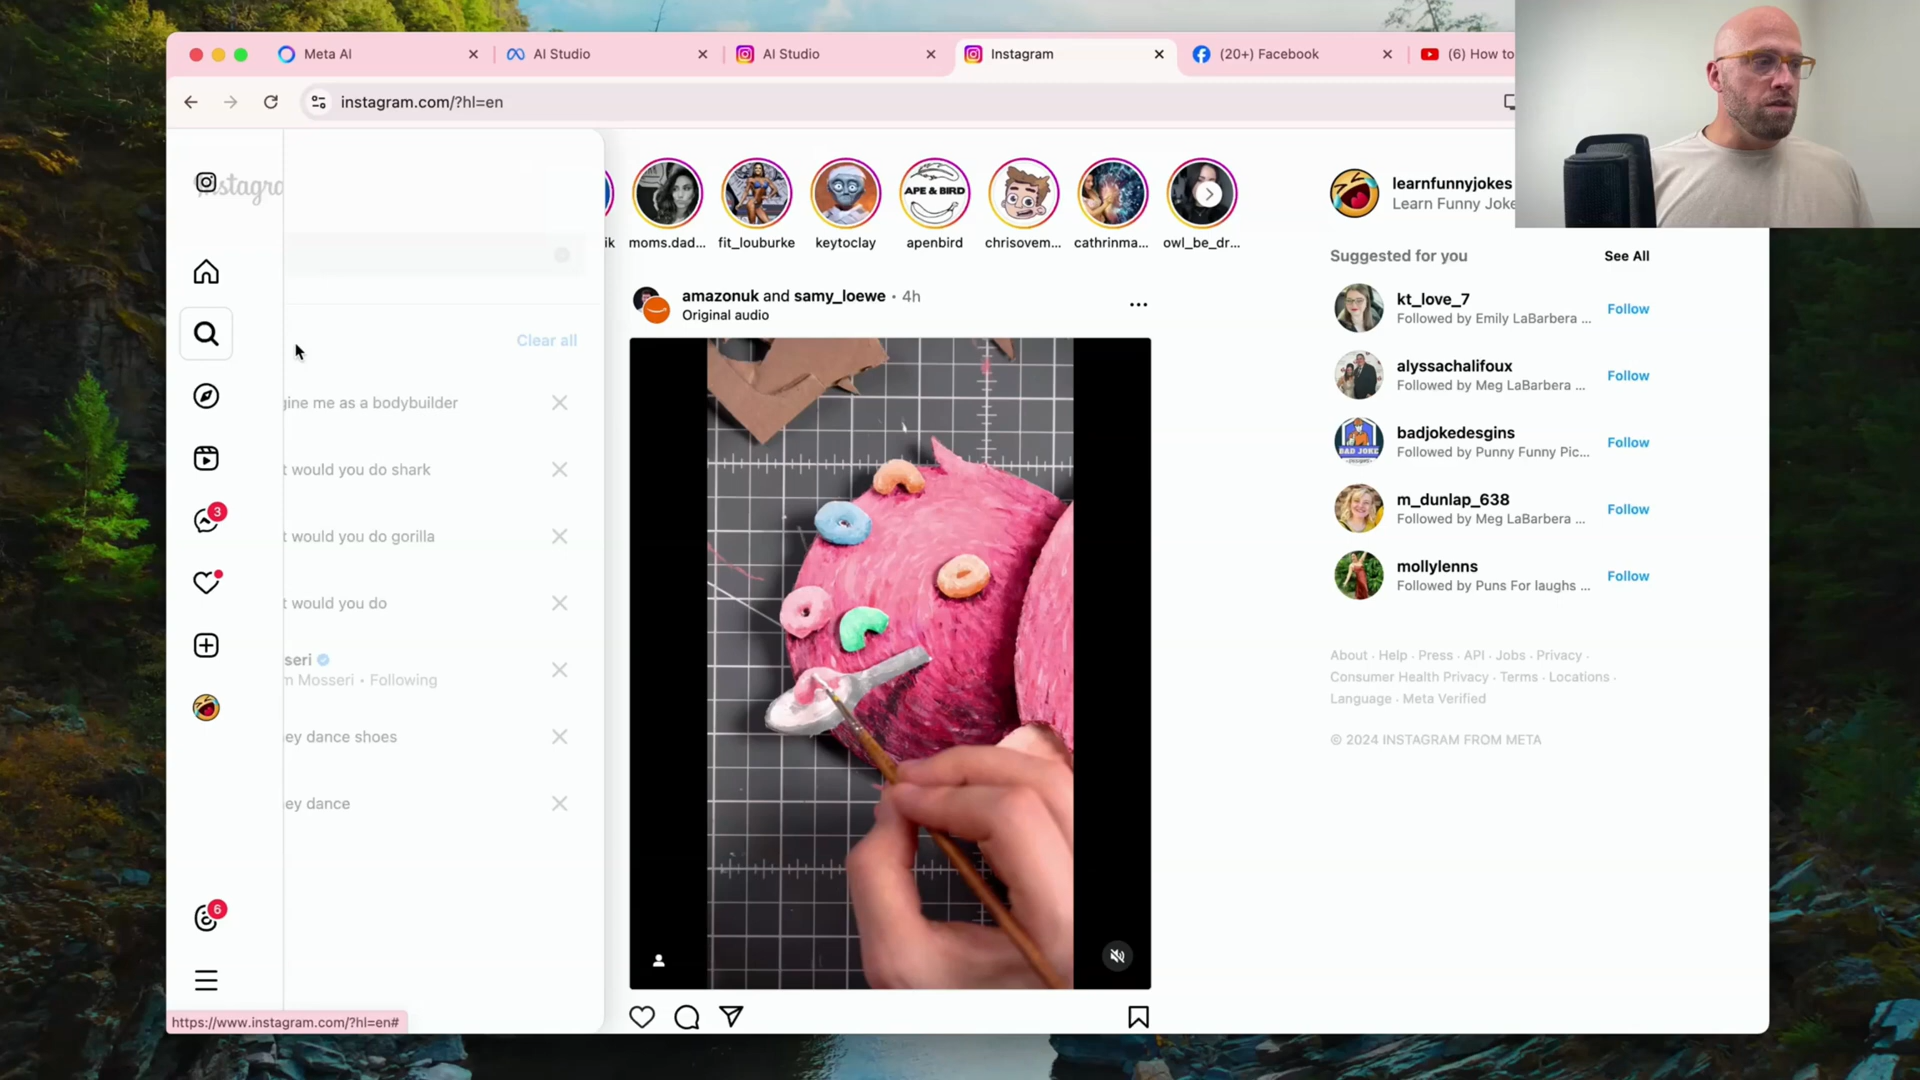 Meta AI
AI Studio
AI Studio
Instagram
(20+) Facebook
(6) How to
instagram.com/?hl=en
Instagra
ik
moms.dad...
fit_louburke
keytoclay
APE & BIRD
apenbird
chrisovem...
cathrinma...
owl_be_dr...
learnfunnyjokes
Learn Funny Joke
Suggested for you
See All
kt_love_7
Followed by Emily LaBarbera ...
Follow
alyssachalifoux
Followed by Meg LaBarbera ...
Follow
BAD JOKE
badjokedesgins
Followed by Punny Funny Pic...
Follow
m_dunlap_638
Followed by Meg LaBarbera ...
Follow
mollylenns
Followed by Puns For laughs ...
Follow
About · Help · Press · API · Jobs · Privacy ·
Consumer Health Privacy · Terms · Locations ·
Language · Meta Verified
© 2024 INSTAGRAM FROM META
amazonuk and samy_loewe • 4h
Original audio
Clear all
gine me as a bodybuilder
t would you do shark
t would you do gorilla
t would you do
seri
m Mosseri • Following
ey dance shoes
ey dance
3
6
https://www.instagram.com/?hl=en#